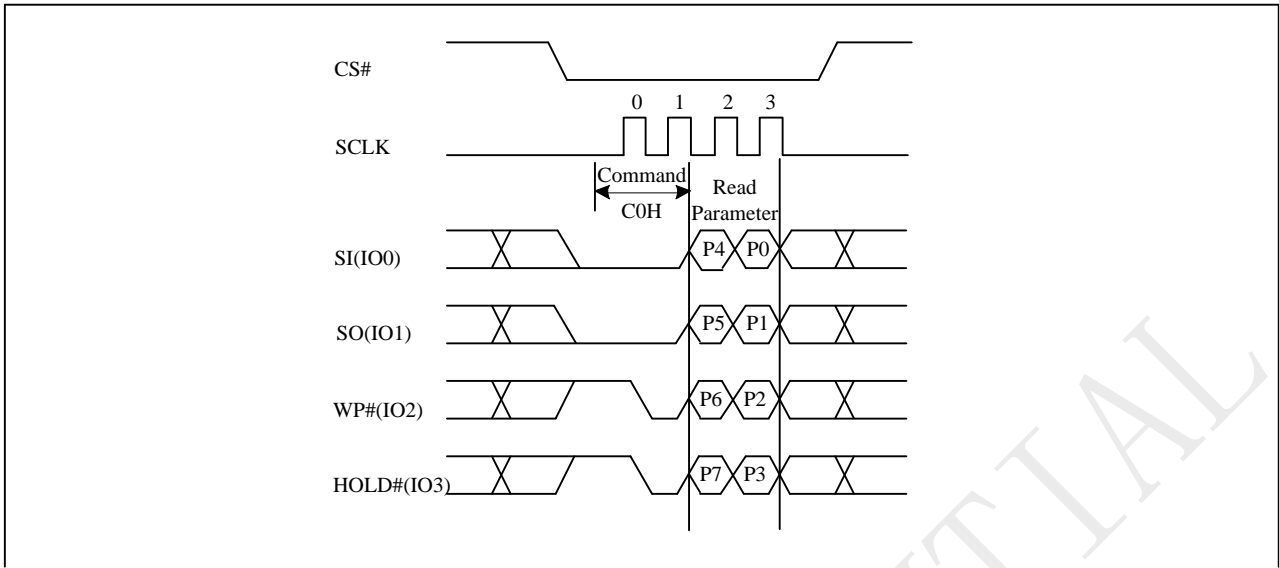 CS#
0 1 2 3
SCLK
Command
C0H
Read
Parameter
SI(IO0) P4 P0
SO(IO1) P5 P1
WP#(IO2) P6 P2
HOLD#(IO3) P7 P3
TIAL